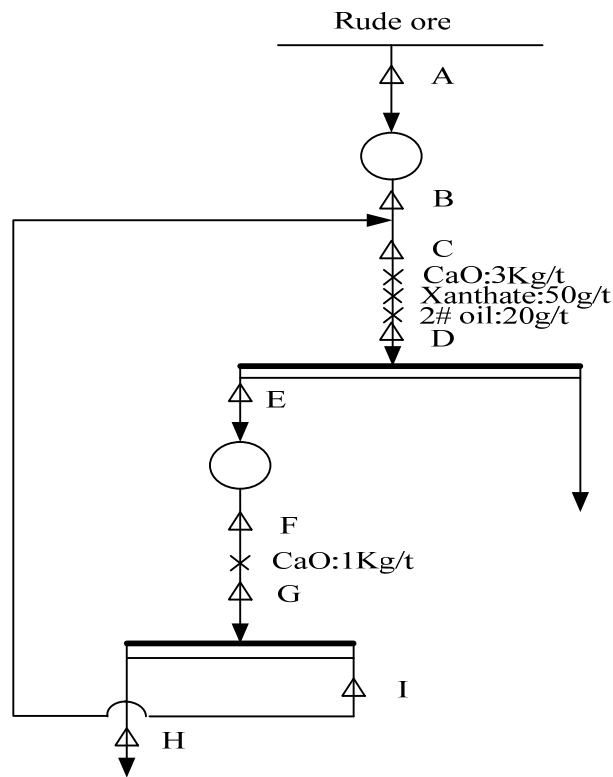 Rude ore
A
B
C
CaO:3Kg/t
Xanthate:50g/t
2# oil:20g/t
D
E
F
CaO:1Kg/t
G
I
H